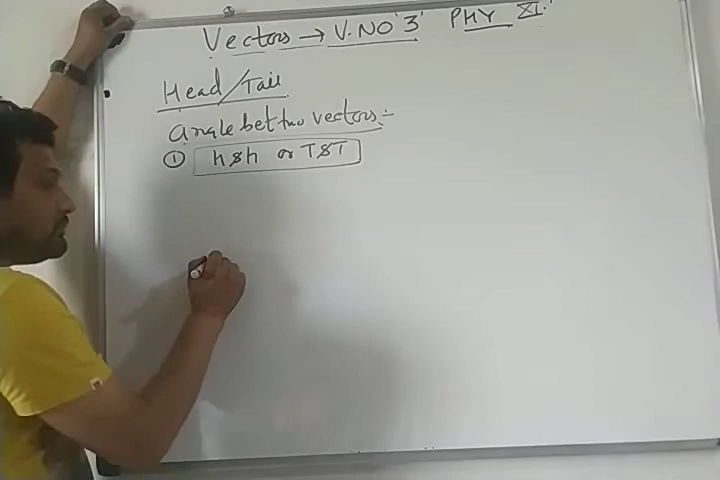 Vectors → V.NO '3' PHY XI.
Head/Tail
Angle bet two vectors:-
① h & h or T & T